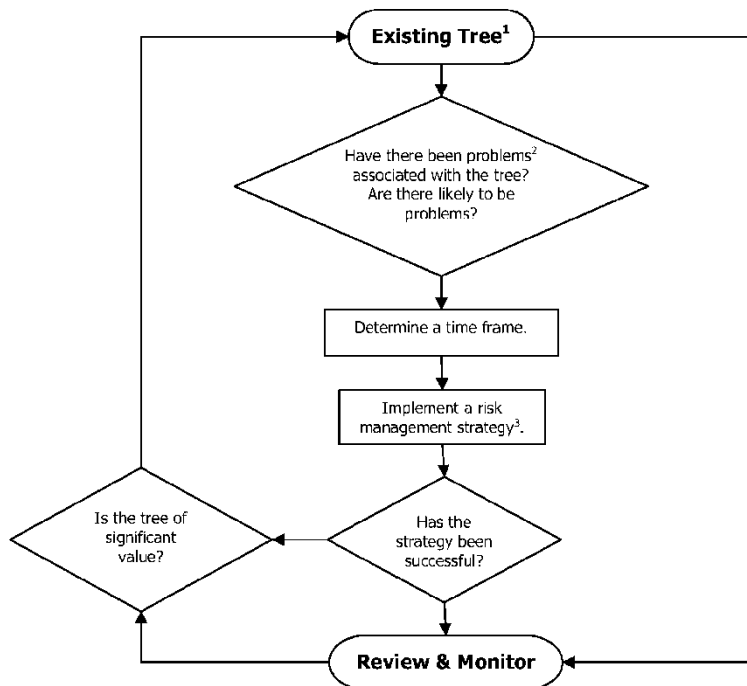 Existing Tree¹
Have there been problems²
associated with the tree?
Are there likely to be
problems?
Determine a time frame.
Implement a risk
management strategy³.
Is the tree of
significant
value?
Has the
strategy been
successful?
Review & Monitor